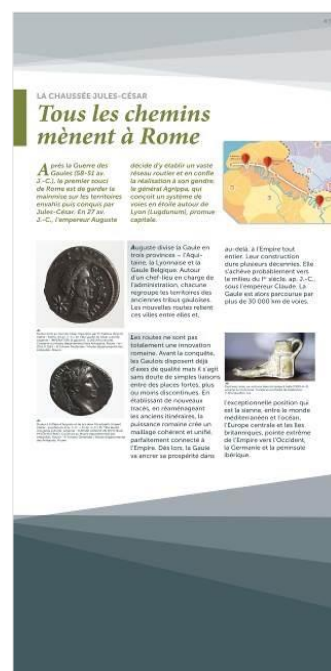 LA CHAUSSÉE JULES-CÉSAR
Tous les chemins
mènent à Rome
Après la Guerre des
Gaules (58-51 av.
J.-C.), le premier souci
de Rome est de garder la
mainmise sur les territoires
envahis puis conquis par
Jules-César. En 27 av.
J.-C., l'empereur Auguste
décide d'y établir un vaste
réseau routier et en confie
la réalisation à son gendre,
le général Agrippa, qui
conçoit un système de
voies en étoile autour de
Lyon (Lugdunum), promue
capitale.
Auguste divise la Gaule en
trois provinces – l'Aqui-
taine, la Lyonnaise et la
Gaule Belgique. Autour
d'un chef-lieu en charge de
l'administration, chacune
regroupe les territoires des
anciennes tribus gauloises.
Les nouvelles routes relient
ces villes entre elles et,
au-delà, à l'Empire tout
entier. Leur construction
dure plusieurs décennies. Elle
s'achève probablement vers
le milieu du Iᵉʳ siècle, ap. J.-C.,
sous l'empereur Claude. La
Gaule est alors parcourue par
plus de 30 000 km de voies.
Les routes ne sont pas
totalement une innovation
romaine. Avant la conquête,
les Gaulois disposent déjà
d'axes de qualité mais il s'agit
sans doute de simples liaisons
entre des places fortes, plus
ou moins discontinues. En
établissant de nouveaux
tracés, en réaménageant
les anciens itinéraires, la
puissance romaine crée un
maillage cohérent et unifié,
parfaitement connecté à
l'Empire. Dès lors, la Gaule
va ancrer sa prospérité dans
l'exceptionnelle position qui
est la sienne, entre le monde
méditerranéen et l'océan,
l'Europe centrale et les îles
britanniques, pointe extrême
de l'Empire vers l'Occident,
la Germanie et la péninsule
Ibérique.